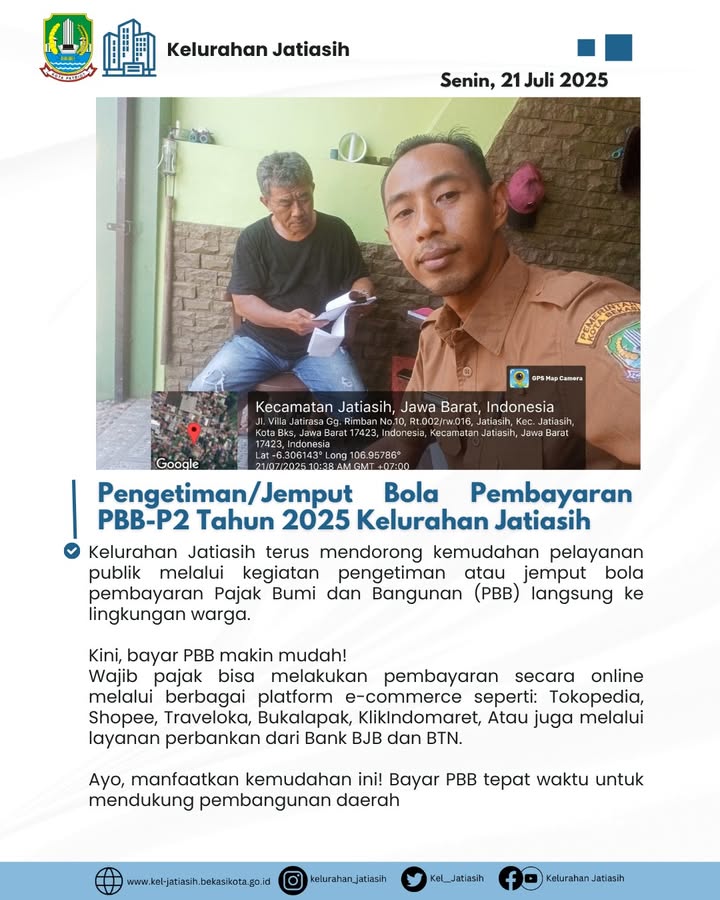 Kelurahan Jatiasih
Senin, 21 Juli 2025
PEMERINTAH
KOTA BEKASI
GPS Map Camera
Kecamatan Jatiasih, Jawa Barat, Indonesia
Jl. Villa Jatirasa Gg. Rimban No.10, Rt.002/rw.016, Jatiasih, Kec. Jatiasih,
Kota Bks, Jawa Barat 17423, Indonesia, Kecamatan Jatiasih, Jawa Barat
17423, Indonesia
Lat -6.306143° Long 106.95786°
21/07/2025 10:38 AM GMT +07:00
Google
Pengetiman/Jemput Bola Pembayaran
PBB-P2 Tahun 2025 Kelurahan Jatiasih
Kelurahan Jatiasih terus mendorong kemudahan pelayanan
publik melalui kegiatan pengetiman atau jemput bola
pembayaran Pajak Bumi dan Bangunan (PBB) langsung ke
lingkungan warga.
Kini, bayar PBB makin mudah!
Wajib pajak bisa melakukan pembayaran secara online
melalui berbagai platform e-commerce seperti: Tokopedia,
Shopee, Traveloka, Bukalapak, KlikIndomaret, Atau juga melalui
layanan perbankan dari Bank BJB dan BTN.
Ayo, manfaatkan kemudahan ini! Bayar PBB tepat waktu untuk
mendukung pembangunan daerah
www.kel-jatiasih.bekasikota.go.id
kelurahan_jatiasih
Kel__Jatiasih
Kelurahan Jatiasih